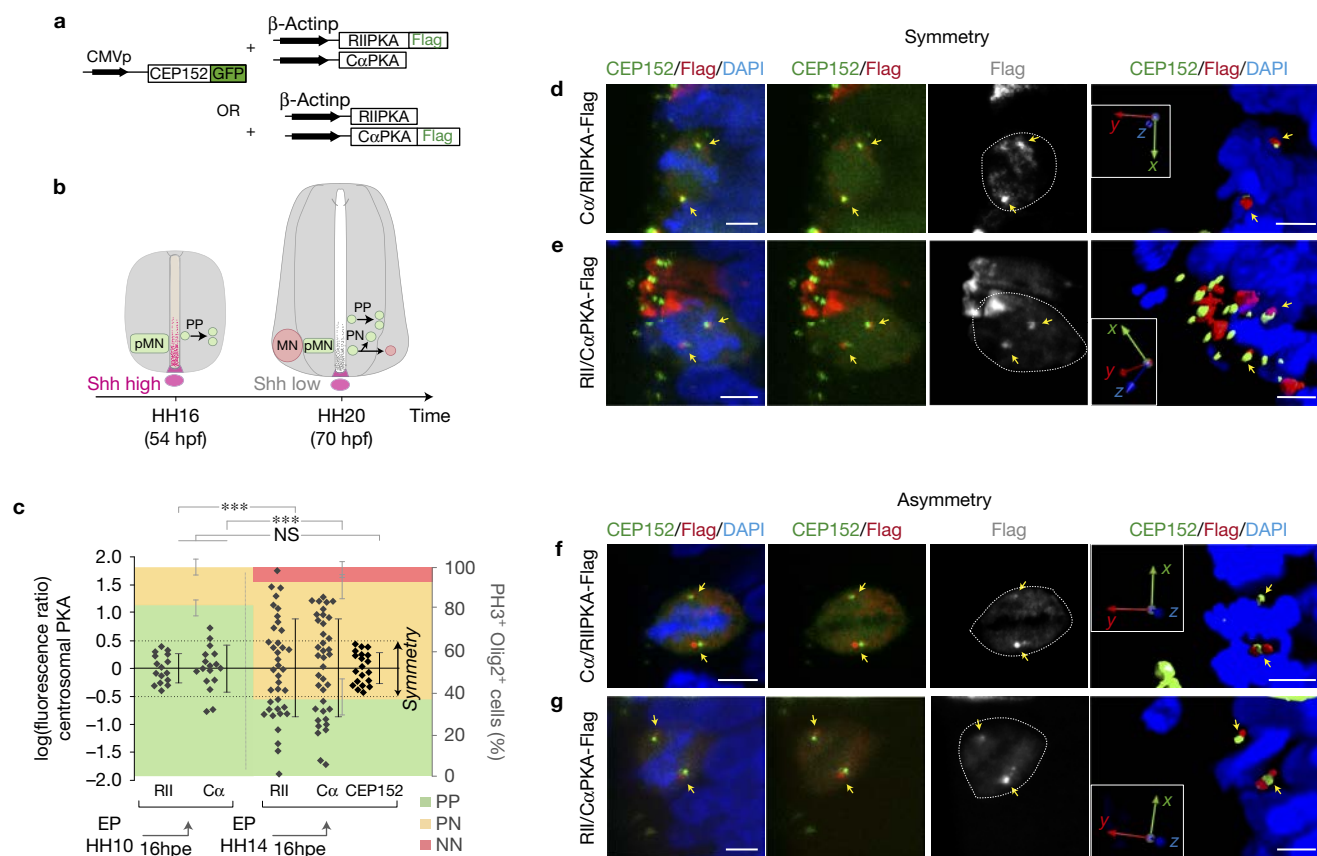 a
β-Actinp
CMVp
+
RIIPKA Flag
CαPKA
CEP152 GFP
OR
β-Actinp
+
RIIPKA
CαPKA Flag
b
PP
pMN
Shh high
PP
PN
MN
pMN
Shh low
HH16
(54 hpf)
HH20
(70 hpf)
Time
c
***
***
NS
log(fluorescence ratio)
centrosomal PKA
2.0
1.5
1.0
0.5
0
−0.5
−1.0
−1.5
−2.0
Symmetry
100
80
60
40
20
0
PH3⁺ Olig2⁺ cells (%)
RII
Cα
RII
Cα
CEP152
EP
HH10
16hpe
EP
HH14
16hpe
PP
PN
NN
Symmetry
CEP152/Flag/DAPI
CEP152/Flag
Flag
CEP152/Flag/DAPI
d
Cα/RIIPKA-Flag
y
z
x
e
RII/CαPKA-Flag
x
y
z
Asymmetry
CEP152/Flag/DAPI
CEP152/Flag
Flag
CEP152/Flag/DAPI
f
Cα/RIIPKA-Flag
x
y
z
g
RII/CαPKA-Flag
x
y
z